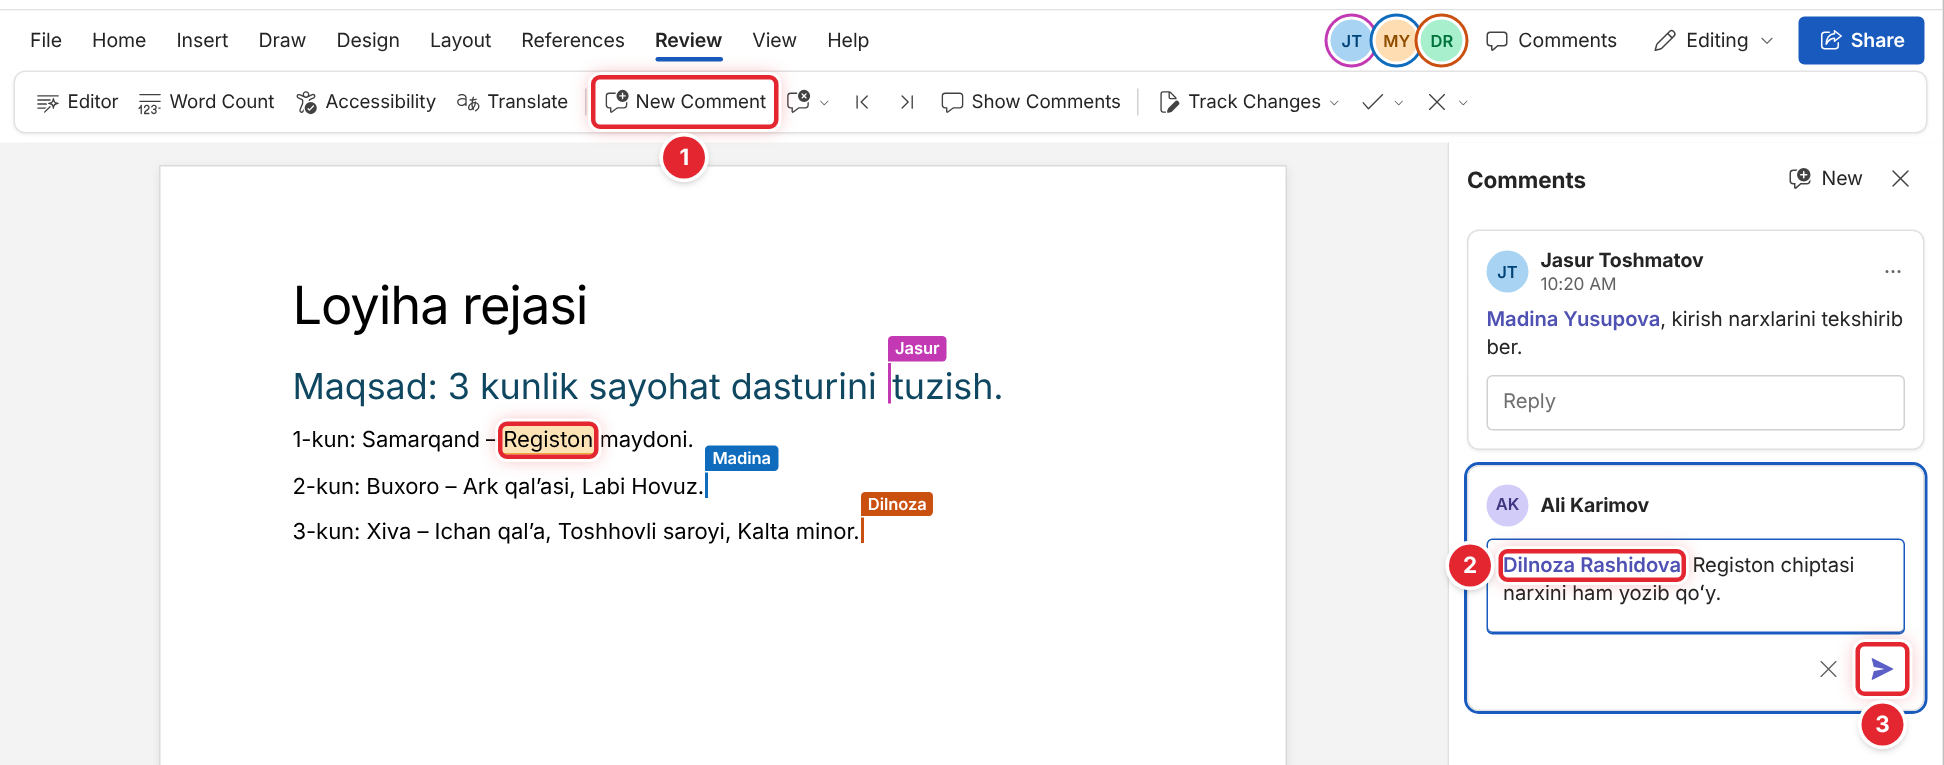 File Home Insert Draw Design Layout References Review View Help JT MY DR Comments Editing Share
Editor 123 Word Count Accessibility Translate New Comment Show Comments Track Changes
1
Loyiha rejasi
Jasur
Maqsad: 3 kunlik sayohat dasturini tuzish.
1-kun: Samarqand – Registon maydoni.
Madina
2-kun: Buxoro – Ark qal’asi, Labi Hovuz.
Dilnoza
3-kun: Xiva – Ichan qal’a, Toshhovli saroyi, Kalta minor.
Comments New
JT Jasur Toshmatov
10:20 AM
Madina Yusupova, kirish narxlarini tekshirib
ber.
Reply
AK Ali Karimov
2 Dilnoza Rashidova Registon chiptasi
narxini ham yozib qoʻy.
3